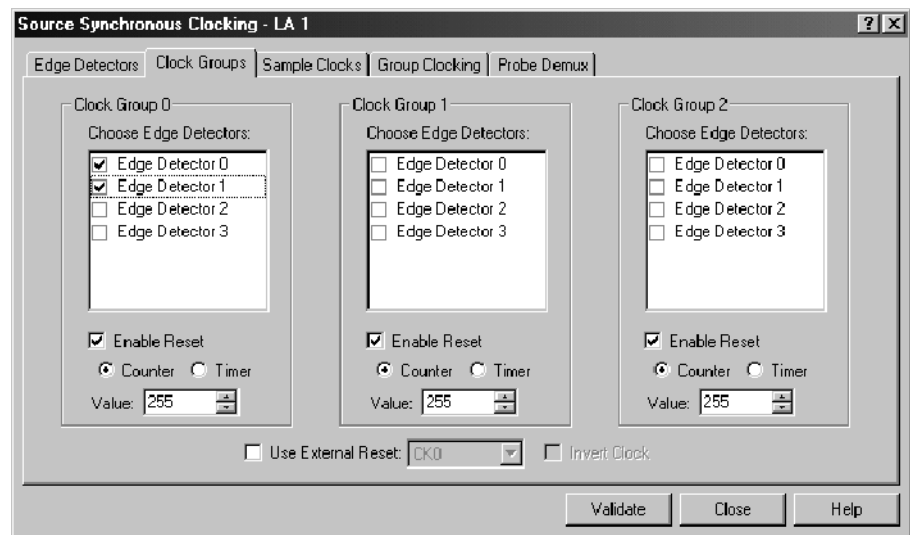 Source Synchronous Clocking - LA 1
Edge Detectors Clock Groups Sample Clocks Group Clocking Probe Demux
Clock Group 0
Choose Edge Detectors:
Edge Detector 0
Edge Detector 1
Edge Detector 2
Edge Detector 3
Enable Reset
Counter Timer
Value: 255
Clock Group 1
Choose Edge Detectors:
Edge Detector 0
Edge Detector 1
Edge Detector 2
Edge Detector 3
Enable Reset
Counter Timer
Value: 255
Clock Group 2
Choose Edge Detectors:
Edge Detector 0
Edge Detector 1
Edge Detector 2
Edge Detector 3
Enable Reset
Counter Timer
Value: 255
Use External Reset: CK0 Invert Clock
Validate Close Help